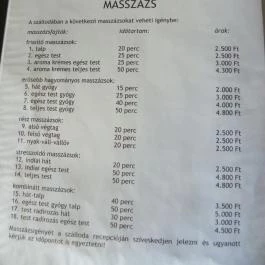 MASSZÁZS
A szállodában a következő masszázsokat veheti igénybe:
masszázsfajták: időtartam: árak:
frissítő masszázsok:
1. talp 20 perc 2.500 Ft
2. egész test 25 perc 2.500 Ft
3. aroma krémes egész test 25 perc 3.000 Ft
4. aroma krémes teljes test 50 perc 4.300 Ft
erősebb hagyományos masszázsok:
5. hát gyógy 15 perc 2.000 Ft
6. egész test gyógy 25 perc 3.000 Ft
7. egész test gyógy 40 perc 4.000 Ft
8. teljes test gyógy 50 perc 4.800 Ft
rész masszázsok:
9. alsó végtag 20 perc 2.500 Ft
10. felső végtag 20 perc 2.500 Ft
11. nyak-váll-vállöv 20 perc 2.500 Ft
stresszoldó masszázsok:
12. indiai hát 20 perc 2.500 Ft
13. indiai egész test 50 perc 4.800 Ft
14. teljes test 50 perc 4.800 Ft
kombinált masszázsok:
15. hát-talp 40 perc 3.500 Ft
16. egész test gyógy talp 50 perc 5.000 Ft
17. test radírozás hát 30 perc 3.000 Ft
18. test radírozás egész test 50 perc 4.500 Ft
Masszázsigényét a szálloda recepcióján szíveskedjen jelezni és ugyanott
kérjük az időpontot is egyeztetni!